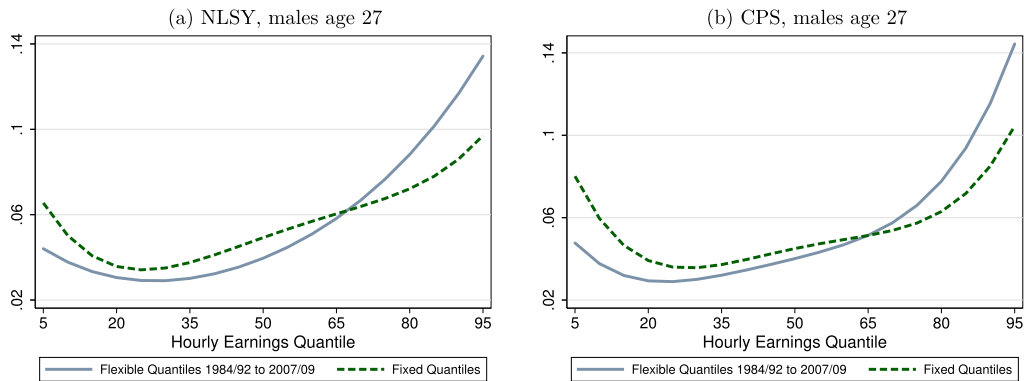 (a) NLSY, males age 27
.14
.1
.06
.02
5 20 35 50 65 80 95
Hourly Earnings Quantile
Flexible Quantiles 1984/92 to 2007/09 Fixed Quantiles
(b) CPS, males age 27
.14
.1
.06
.02
5 20 35 50 65 80 95
Hourly Earnings Quantile
Flexible Quantiles 1984/92 to 2007/09 Fixed Quantiles